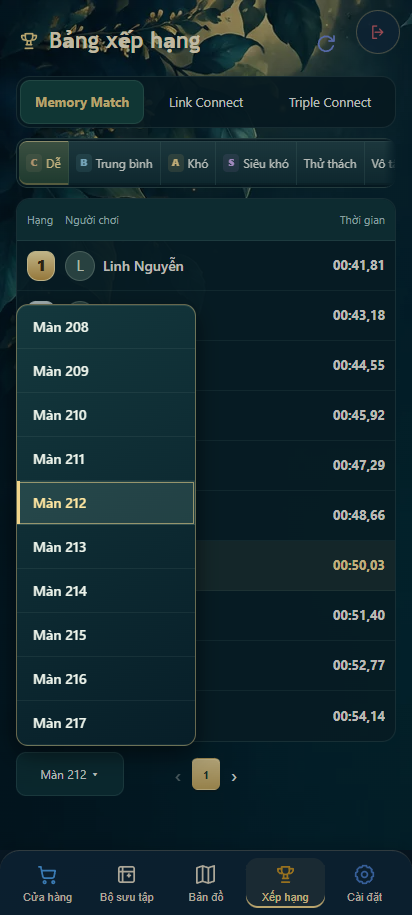 Bảng xếp hạng
Memory Match Link Connect Triple Connect
C Dễ B Trung bình A Khó S Siêu khó Thử thách Vô
Hạng Người chơi Thời gian
1 L Linh Nguyễn 00:41,81
00:43,18
00:44,55
00:45,92
00:47,29
00:48,66
00:50,03
00:51,40
00:52,77
00:54,14
Màn 208
Màn 209
Màn 210
Màn 211
Màn 212
Màn 213
Màn 214
Màn 215
Màn 216
Màn 217
Màn 212 ▾ ‹ 1 ›
Cửa hàng Bộ sưu tập Bản đồ Xếp hạng Cài đặt